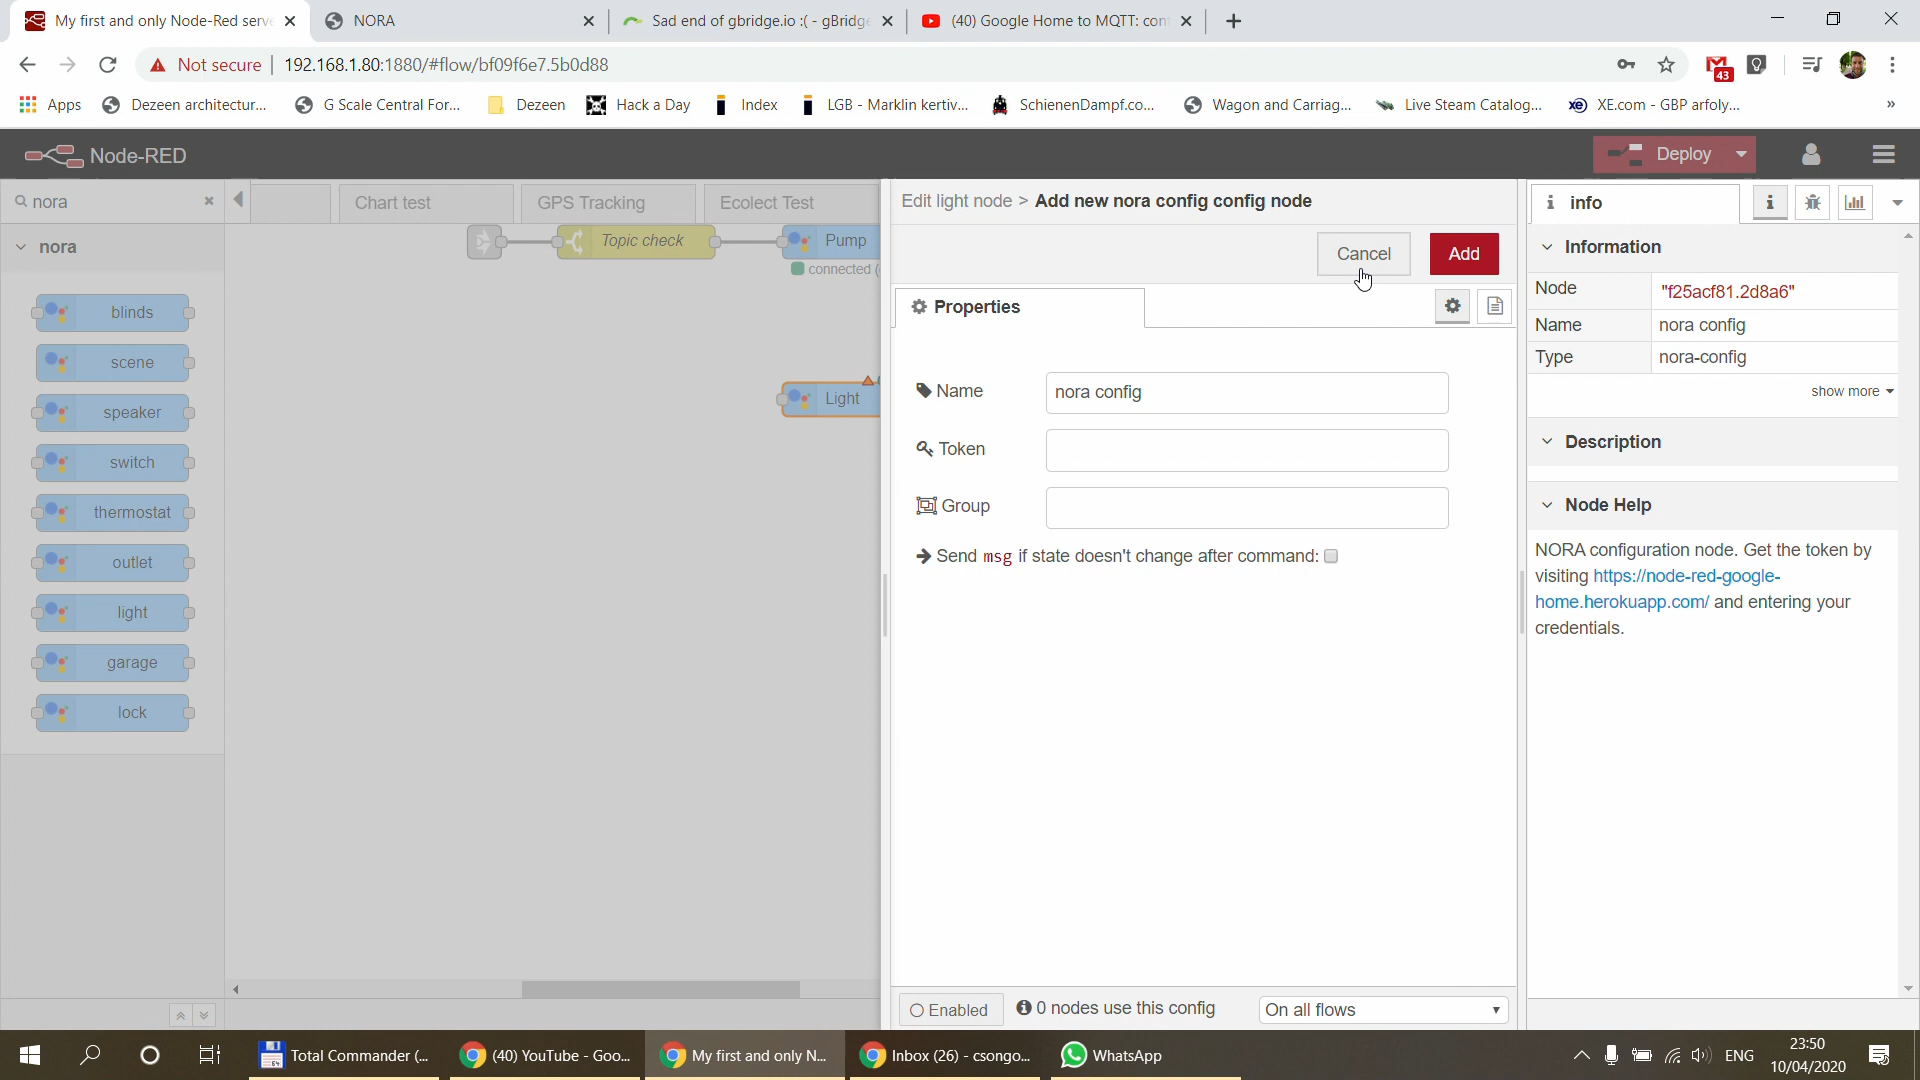 My first and only Node-Red serve
NORA
Sad end of gbridge.io :( - gBridge
(40) Google Home to MQTT: con
Not secure
192.168.1.80:1880/#flow/bf09f6e7.5b0d88
43
Apps
Dezeen architectur...
G Scale Central For...
Dezeen
Hack a Day
Index
LGB - Marklin kertiv...
SchienenDampf.co...
Wagon and Carriag...
Live Steam Catalog...
XE.com - GBP arfoly...
»
Node-RED
Deploy
nora
Chart test
GPS Tracking
Ecolect Test
Edit light node > Add new nora config config node
info
nora
blinds
scene
speaker
switch
thermostat
outlet
light
garage
lock
Topic check
Pump
connected (
Light
Cancel
Add
Properties
Name
nora config
Token
Group
Send msg if state doesn't change after command:
Enabled
0 nodes use this config
On all flows
Information
Node
"f25acf81.2d8a6"
Name
nora config
Type
nora-config
show more
Description
Node Help
NORA configuration node. Get the token by
visiting https://node-red-google-
home.herokuapp.com/ and entering your
credentials.
Total Commander (...
(40) YouTube - Goo...
My first and only N...
Inbox (26) - csongo...
WhatsApp
ENG
23:50
10/04/2020